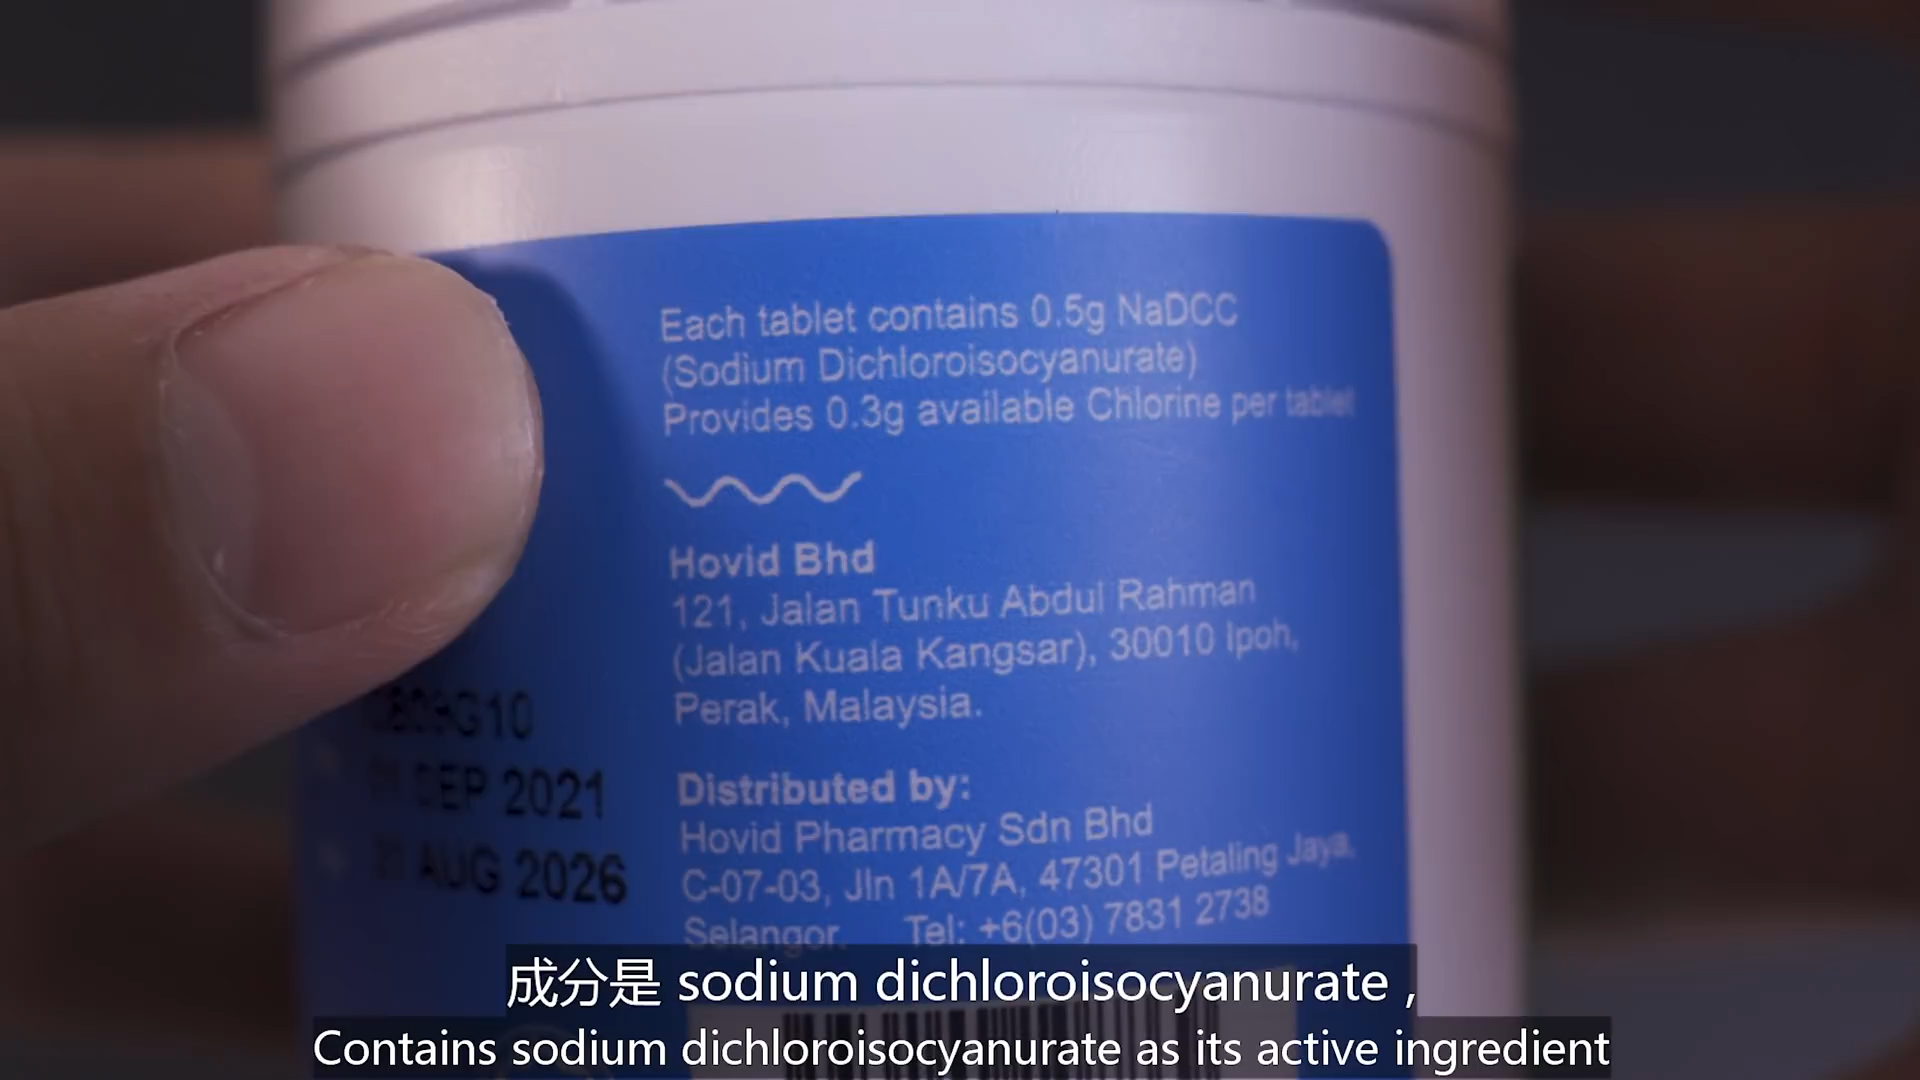 Each tablet contains 0.5g NaDCC
(Sodium Dichloroisocyanurate)
Provides 0.3g available Chlorine per tablet
Hovid Bhd
121, Jalan Tunku Abdul Rahman
(Jalan Kuala Kangsar), 30010 Ipoh,
Perak, Malaysia.
G10
SEP 2021
AUG 2026
Distributed by:
Hovid Pharmacy Sdn Bhd
C-07-03, Jln 1A/7A, 47301 Petaling Jaya,
Selangor. Tel: +6(03) 7831 2738
成分是 sodium dichloroisocyanurate ,
Contains sodium dichloroisocyanurate as its active ingredient